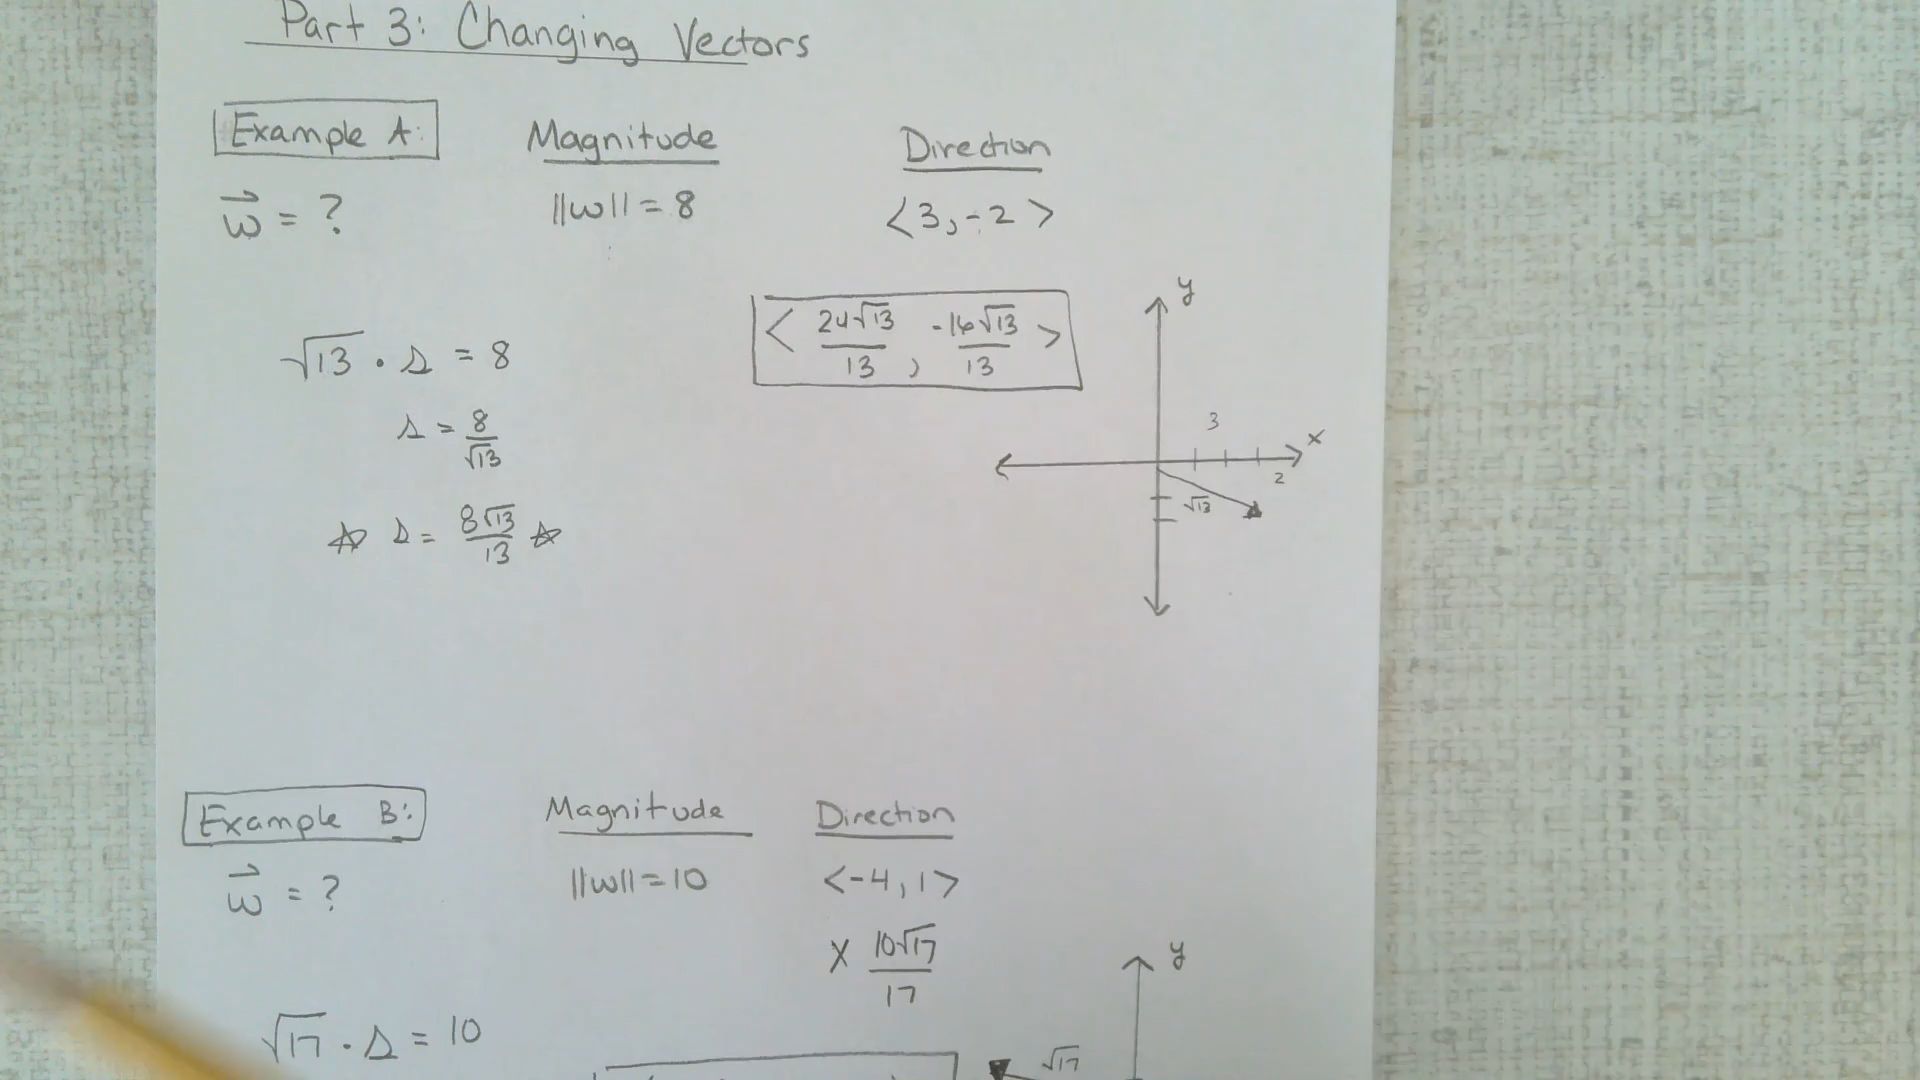 Part 3: Changing Vectors
Example A: Magnitude Direction
w⃗ = ? ||w|| = 8 <3, -2>
< 24√13/13 , -16√13/13 >
√13 · s = 8
s = 8/√13
☆ s = 8√13/13 ☆
y
3
x
2
√13
Example B: Magnitude Direction
w⃗ = ? ||w|| = 10 <-4, 1>
x 10√17/17
y
√17 · s = 10
√17